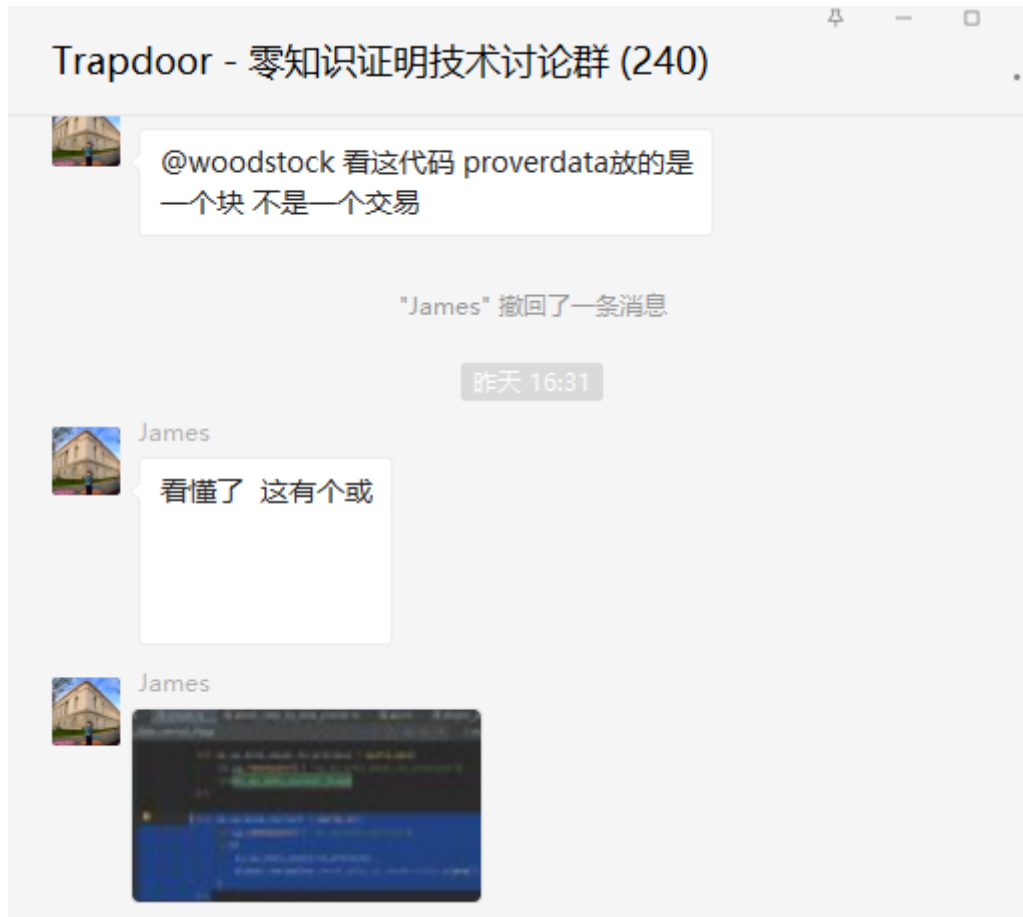 Trapdoor - 零知识证明技术讨论群 (240)
@woodstock 看这代码 proverdata放的是
一个块 不是一个交易
"James" 撤回了一条消息
昨天 16:31
James
看懂了 这有个或
James